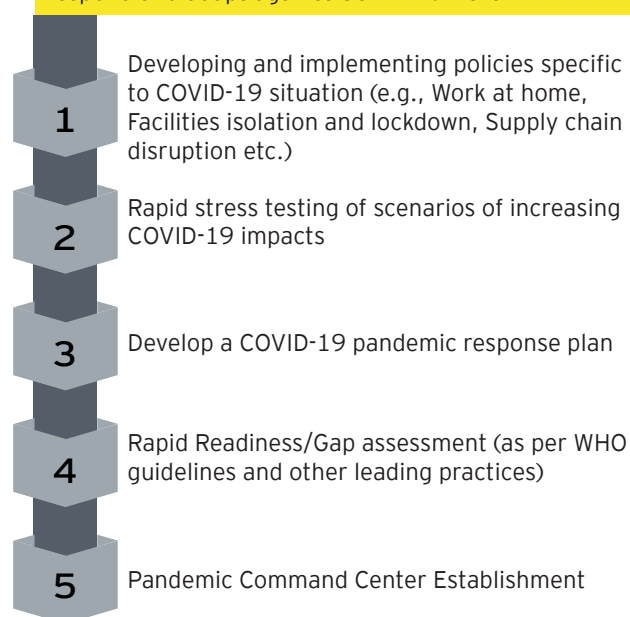 1
Developing and implementing policies specific
to COVID-19 situation (e.g., Work at home,
Facilities isolation and lockdown, Supply chain
disruption etc.)
2
Rapid stress testing of scenarios of increasing
COVID-19 impacts
3
Develop a COVID-19 pandemic response plan
4
Rapid Readiness/Gap assessment (as per WHO
guidelines and other leading practices)
5
Pandemic Command Center Establishment